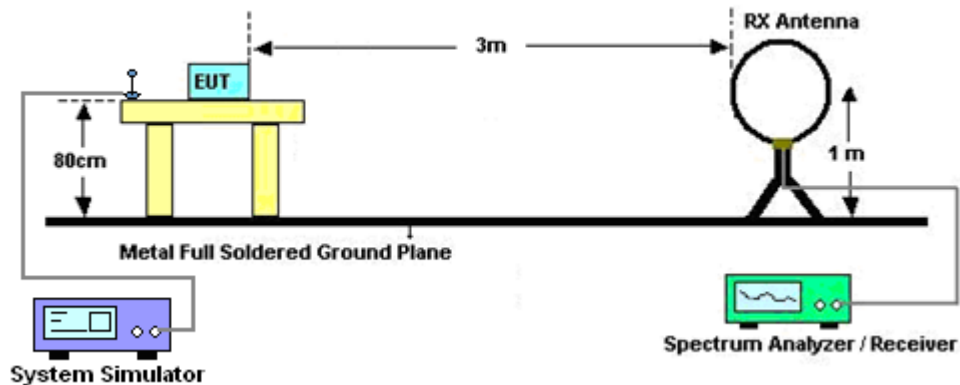 RX Antenna
3m
EUT
80cm
1 m
Metal Full Soldered Ground Plane
Spectrum Analyzer / Receiver
System Simulator